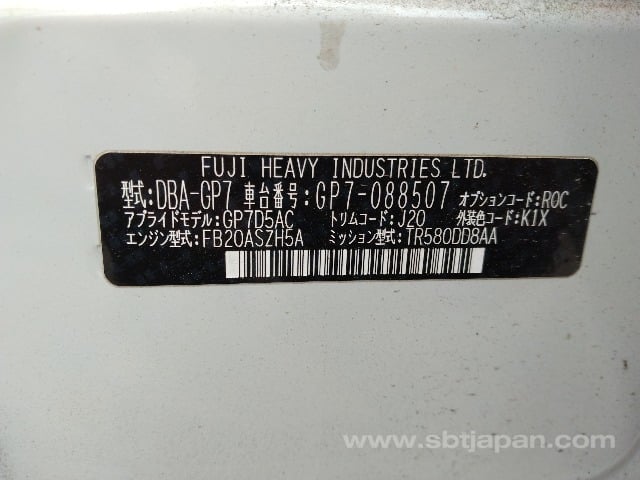 FUJI HEAVY INDUSTRIES LTD.
型式:DBA-GP7 車台番号:GP7-088507 オプションコード:ROC
アプライドモデル:GP7D5AC トリムコード:J20 外装色コード:K1X
エンジン型式:FB20ASZH5A ミッション型式:TR580DD8AA
www.sbtjapan.com